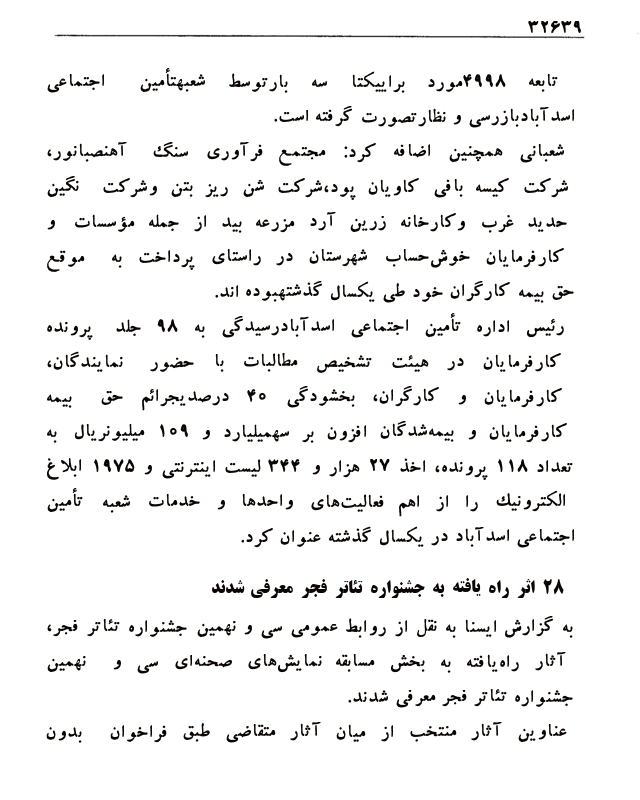 ۳۲۶۳۹
تابعه ۴۹۹۸مورد براییکتا سه بارتوسط شعبهتأمین اجتماعی
اسدآبادبازرسی و نظارتصورت گرفته است.
شعبانی همچنین اضافه کرد: مجتمع فرآوری سنگ آهنصبانور،
شرکت کیسه بافی کاویان پود،شرکت شن ریز بتن وشرکت نگین
حدید غرب وکارخانه زرین آرد مزرعه بید از جمله مؤسسات و
کارفرمایان خوش‌حساب شهرستان در راستای پرداخت به موقع
حق بیمه کارگران خود طی یکسال گذشتهبوده اند.
رئیس اداره تأمین اجتماعی اسدآبادرسیدگی به ۹۸ جلد پرونده
کارفرمایان در هیئت تشخیص مطالبات با حضور نمایندگان،
کارفرمایان و کارگران، بخشودگی ۴۰ درصدیجرائم حق بیمه
کارفرمایان و بیمه‌شدگان افزون بر سهمیلیارد و ۱۰۹ میلیونریال به
تعداد ۱۱۸ پرونده، اخذ ۲۷ هزار و ۳۴۴ لیست اینترنتی و ۱۹۷۵ ابلاغ
الکترونیك را از اهم فعالیت‌های واحدها و خدمات شعبه تأمین
اجتماعی اسدآباد در یکسال گذشته عنوان کرد.
۲۸ اثر راه یافته به جشنواره تئاتر فجر معرفی شدند
به گزارش ایسنا به نقل از روابط عمومی سی و نهمین جشنواره تئاتر فجر،
آثار راه‌یافته به بخش مسابقه نمایش‌های صحنه‌ای سی و نهمین
جشنواره تئاتر فجر معرفی شدند.
عناوین آثار منتخب از میان آثار متقاضی طبق فراخوان بدون